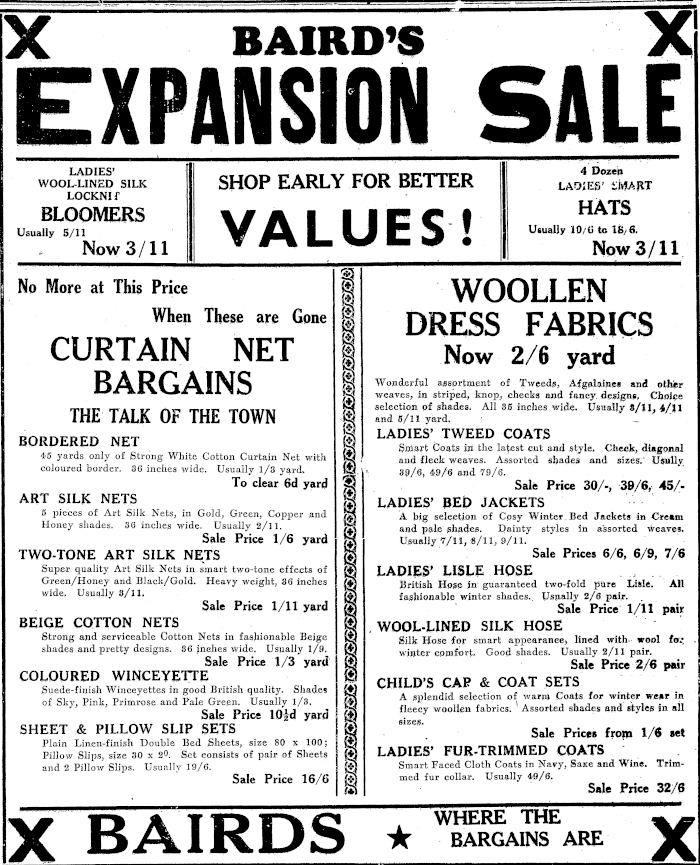 X BAIRD'S X
EXPANSION SALE
LADIES'
WOOL-LINED SILK
LOCKNIT
BLOOMERS
Usually 5/11
Now 3/11
SHOP EARLY FOR BETTER
VALUES!
4 Dozen
LADIES' SMART
HATS
Usually 10/6 to 18/6.
Now 3/11
No More at This Price
When These are Gone
CURTAIN NET
BARGAINS
THE TALK OF THE TOWN
BORDERED NET
45 yards only of Strong White Cotton Curtain Net with
coloured border. 36 inches wide. Usually 1/3 yard.
To clear 6d yard
ART SILK NETS
5 pieces of Art Silk Nets, in Gold, Green, Copper and
Honey shades. 36 inches wide. Usually 2/11.
Sale Price 1/6 yard
TWO-TONE ART SILK NETS
Super quality Art Silk Nets in smart two-tone effects of
Green/Honey and Black/Gold. Heavy weight, 36 inches
wide. Usually 3/11.
Sale Price 1/11 yard
BEIGE COTTON NETS
Strong and serviceable Cotton Nets in fashionable Beige
shades and pretty designs. 36 inches wide. Usually 1/9.
Sale Price 1/3 yard
COLOURED WINCEYETTE
Suede-finish Winceyettes in good British quality. Shades
of Sky, Pink, Primrose and Pale Green. Usually 1/3.
Sale Price 10½d yard
SHEET & PILLOW SLIP SETS
Plain Linen-finish Double Bed Sheets, size 80 x 100;
Pillow Slips, size 30 x 20. Set consists of pair of Sheets
and 2 Pillow Slips. Usually 19/6.
Sale Price 16/6
WOOLLEN
DRESS FABRICS
Now 2/6 yard
Wonderful assortment of Tweeds, Afgalaines and other
weaves, in striped, knop, checks and fancy designs. Choice
selection of shades. All 35 inches wide. Usually 3/11, 4/11
and 5/11 yard.
LADIES' TWEED COATS
Smart Coats in the latest cut and style. Check, diagonal
and fleck weaves. Assorted shades and sizes. Usully
39/6, 49/6 and 79/6.
Sale Price 30/-, 39/6, 45/-
LADIES' BED JACKETS
A big selection of Cosy Winter Bed Jackets in Cream
and pale shades. Dainty styles in assorted weaves.
Usually 7/11, 8/11, 9/11.
Sale Prices 6/6, 6/9, 7/6
LADIES' LISLE HOSE
British Hose in guaranteed two-fold pure Lisle. All
fashionable winter shades. Usually 2/6 pair.
Sale Price 1/11 pair
WOOL-LINED SILK HOSE
Silk Hose for smart appearance, lined with wool for
winter comfort. Good shades. Usually 2/11 pair.
Sale Price 2/6 pair
CHILD'S CAP & COAT SETS
A splendid selection of warm Coats for winter wear in
fleecy woollen fabrics. Assorted shades and styles in all
sizes.
Sale Prices from 1/6 set
LADIES' FUR-TRIMMED COATS
Smart Faced Cloth Coats in Navy, Saxe and Wine. Trim-
med fur collar. Usually 49/6.
Sale Price 32/6
X BAIRDS ★ WHERE THE
BARGAINS ARE X